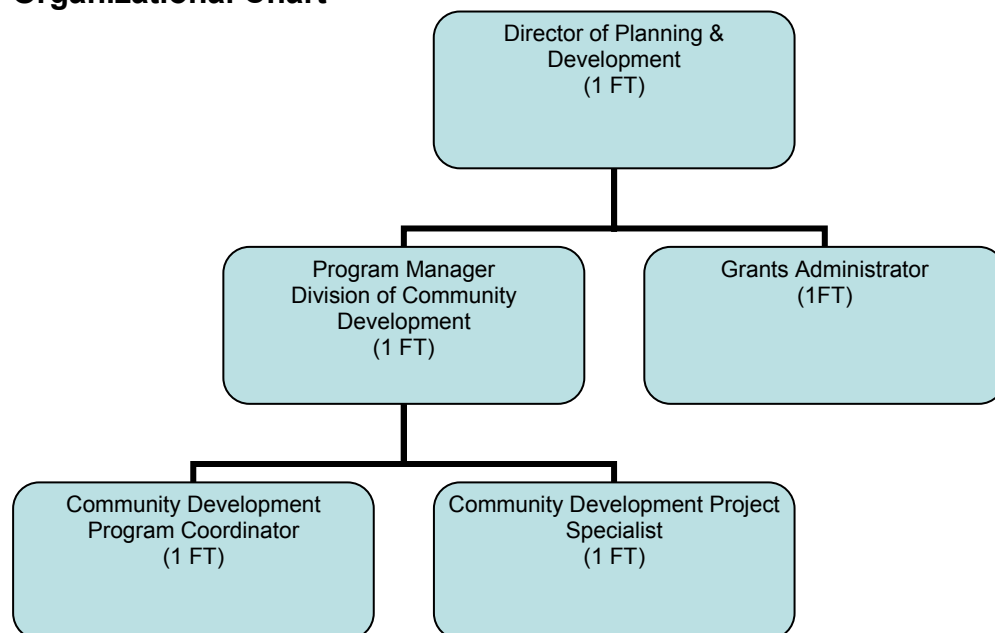 Organizational Chart
Director of Planning &
Development
(1 FT)
Program Manager
Division of Community
Development
(1 FT)
Grants Administrator
(1FT)
Community Development
Program Coordinator
(1 FT)
Community Development Project
Specialist
(1 FT)